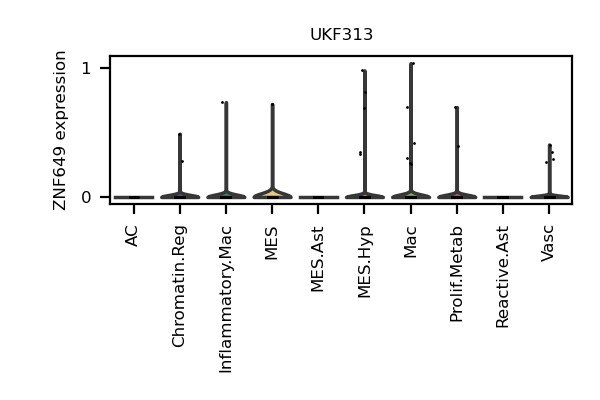 UKF313
ZNF649 expression
1
0
AC
Chromatin.Reg
Inflammatory.Mac
MES
MES.Ast
MES.Hyp
Mac
Prolif.Metab
Reactive.Ast
Vasc